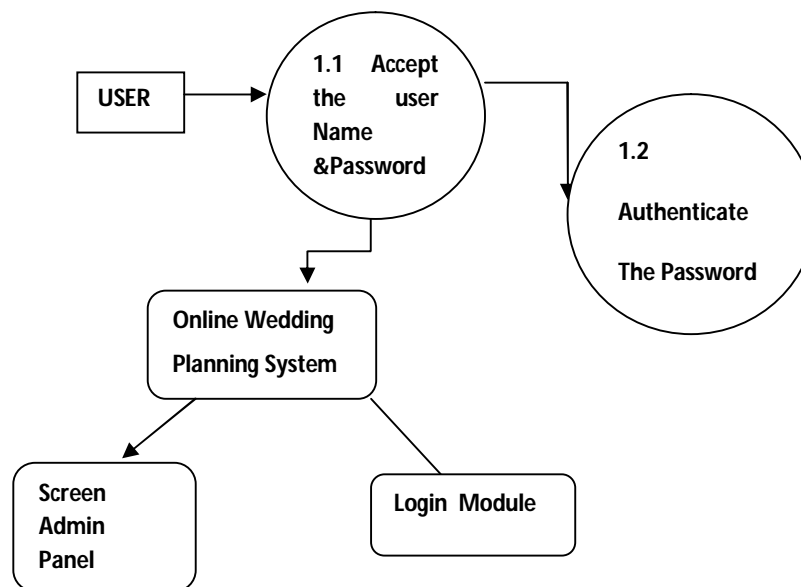 USER
1.1 Accept
the user
Name
&Password
1.2
Authenticate
The Password
Online Wedding
Planning System
Screen
Admin
Panel
Login Module